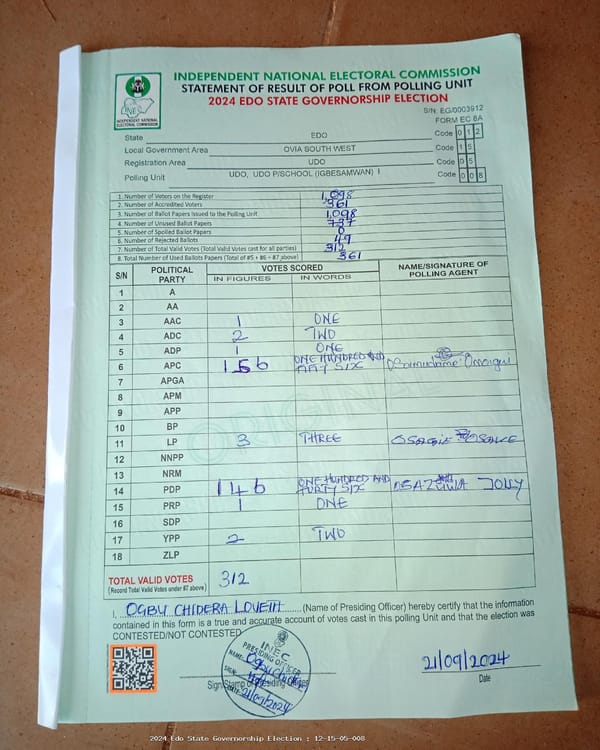 INDEPENDENT NATIONAL ELECTORAL COMMISSION
STATEMENT OF RESULT OF POLL FROM POLLING UNIT
2024 EDO STATE GOVERNORSHIP ELECTION
INDEPENDENT NATIONAL ELECTORAL COMMISSION
S/N: EG/0003912
FORM EC 8A
State EDO Code 0 1 2
Local Government Area OVIA SOUTH WEST Code 1 5
Registration Area UDO Code 0 5
Polling Unit UDO, UDO P/SCHOOL (IGBESAMWAN) I Code 0 0 8
1. Number of Voters on the Register 1,098
2. Number of Accredited Voters 361
3. Number of Ballot Papers Issued to the Polling Unit 1,098
4. Number of Unused Ballot Papers 737
5. Number of Spoiled Ballot Papers 0
6. Number of Rejected Ballots 49
7. Number of Total Valid Votes (Total Valid Votes cast for all parties) 312
8. Total Number of Used Ballots Papers (Total of #5 + #6 + #7 above) 361
S/N POLITICAL PARTY VOTES SCORED NAME/SIGNATURE OF POLLING AGENT
IN FIGURES IN WORDS
1 A
2 AA
3 AAC 1 ONE
4 ADC 2 TWO
5 ADP 1 ONE
6 APC 156 ONE HUNDRED AND FIFTY SIX
7 APGA
8 APM
9 APP
10 BP
11 LP 3 THREE OSAGIE
12 NNPP
13 NRM
14 PDP 146 ONE HUNDRED AND FURTY SIX JOLLY
15 PRP 1 ONE
16 SDP
17 YPP 2 TWO
18 ZLP
ORIGINAL
TOTAL VALID VOTES 312
(Record Total Valid Votes under #7 above)
I, OGBU CHIDERA LOVETH (Name of Presiding Officer) hereby certify that the information
contained in this form is a true and accurate account of votes cast in this polling Unit and that the election was
CONTESTED/NOT CONTESTED
INEC
PRESIDING OFFICER
NAME: Ogbu Chidera
SIGN:
DATE: 21/09/2024
Sign/Stamp of Presiding Officer
21/09/2024
Date
2024 Edo State Governorship Election : 12-15-05-008